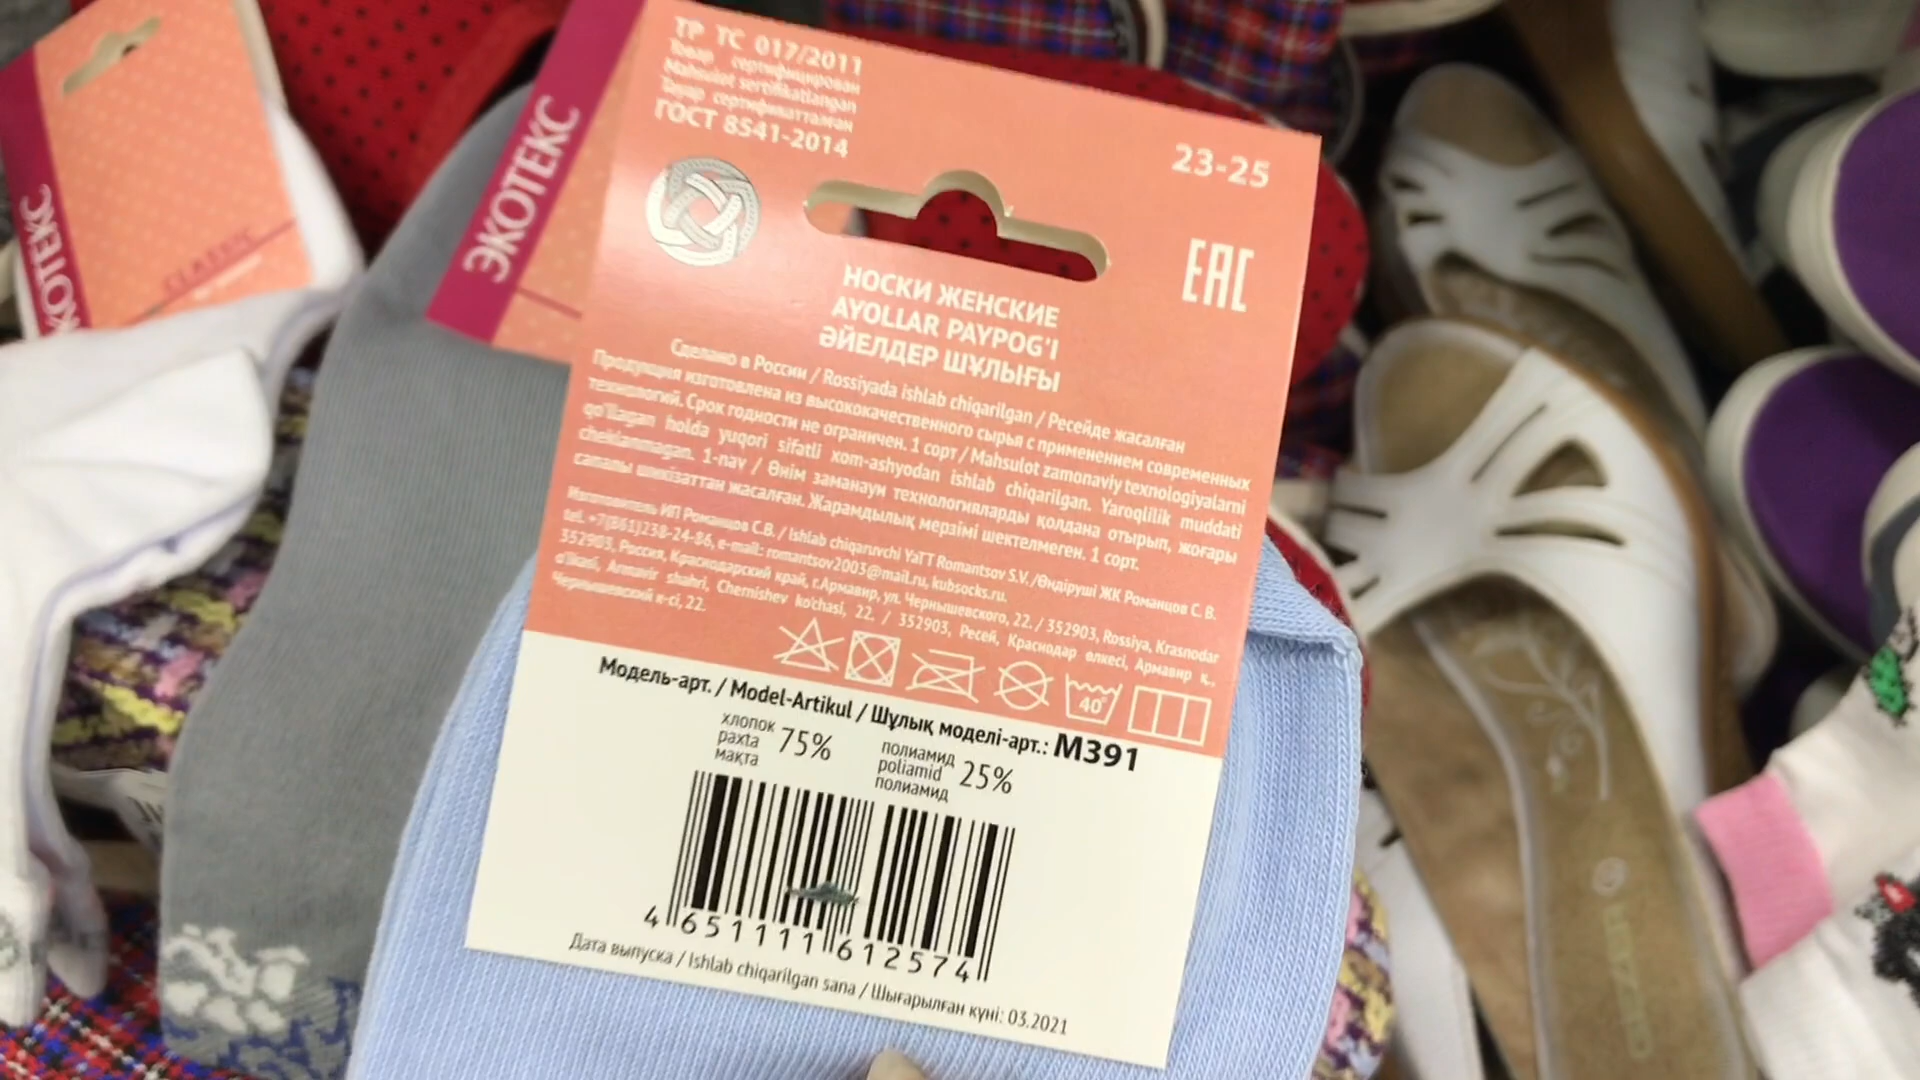 ТР ТС 017/2011
Товар сертифицирован
Mahsulot sertifikatlangan
Тауар сертификатталған
ГОСТ 8541-2014
23-25
ЭКОТЕКС
ЭКОТЕКС
CLASSIC
EAC
НОСКИ ЖЕНСКИЕ
AYOLLAR PAYPOG'I
ӘЙЕЛДЕР ШҰЛЫҒЫ
Сделано в России / Rossiyada ishlab chiqarilgan / Ресейде жасалған
Продукция изготовлена из высококачественного сырья с применением современных
технологий. Срок годности не ограничен. 1 сорт / Mahsulot zamonaviy texnologiyalarni
qo'llagan holda yuqori sifatli xom-ashyodan ishlab chiqarilgan. Yaroqlilik muddati
cheklanmagan. 1-nav / Өнім заманауи технологияларды қолдана отырып, жоғары
сапалы шикізаттан жасалған. Жарамдылық мерзімі шектелмеген. 1 сорт.
Изготовитель ИП Романцов С.В. / Ishlab chiqaruvchi YaTT Romantsov S.V. /Өндіруші ЖК Романцов С. В.
tel. +7(861)238-24-86, e-mail: romantsov2003@mail.ru, kubsocks.ru.
352903, Россия, Краснодарский край, г.Армавир, ул. Чернышевского, 22. / 352903, Rossiya, Krasnodar
o'lkasi, Armavir shahri, Chernishev ko'chasi, 22. / 352903, Ресей, Краснодар өлкесі, Армавир қ.,
Чернышевский к-сі, 22.
40°
Модель-арт. / Model-Artikul / Шұлық моделі-арт.: М391
хлопок
paxta
мақта
75%
полиамид
poliamid
полиамид
25%
4 651111 612574
Дата выпуска / Ishlab chiqarilgan sana / Шығарылған күні: 03.2021